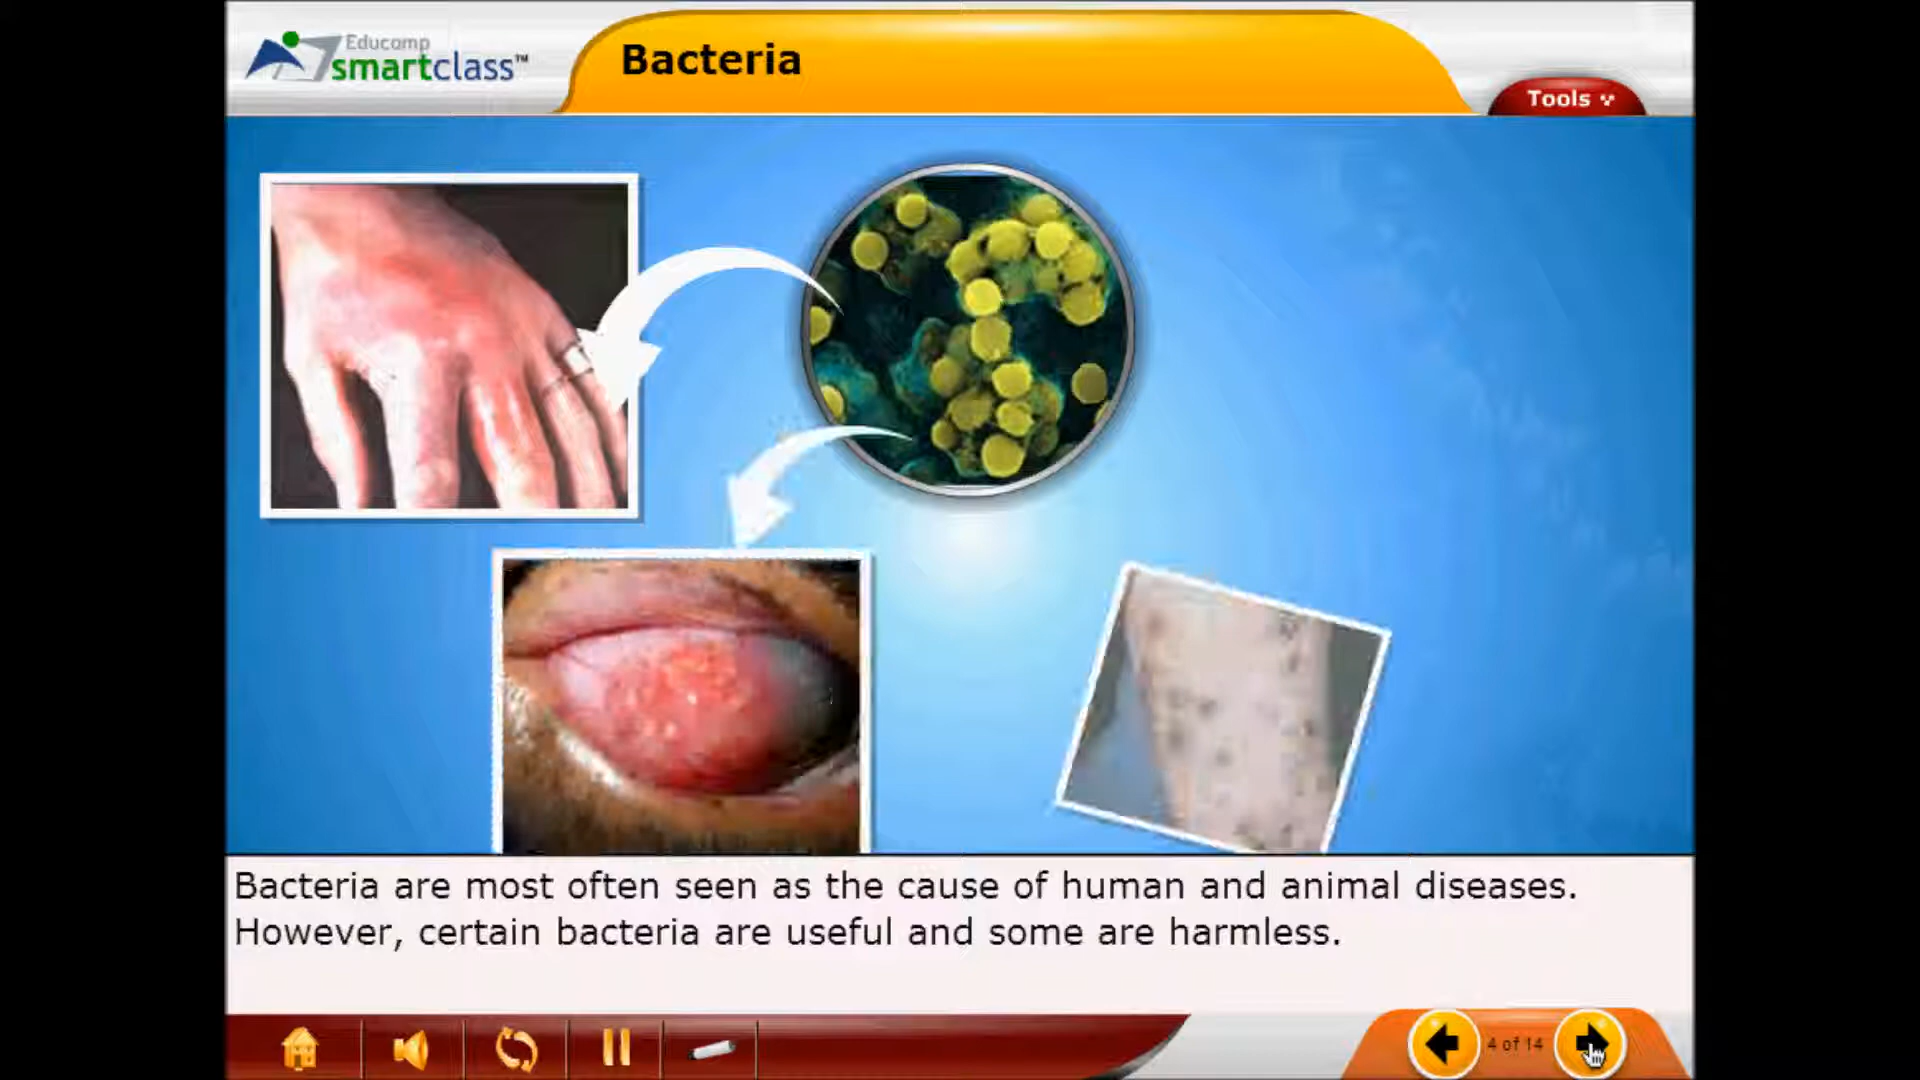 Educomp
smartclass™
Bacteria
Tools
Bacteria are most often seen as the cause of human and animal diseases.
However, certain bacteria are useful and some are harmless.
4 of 14